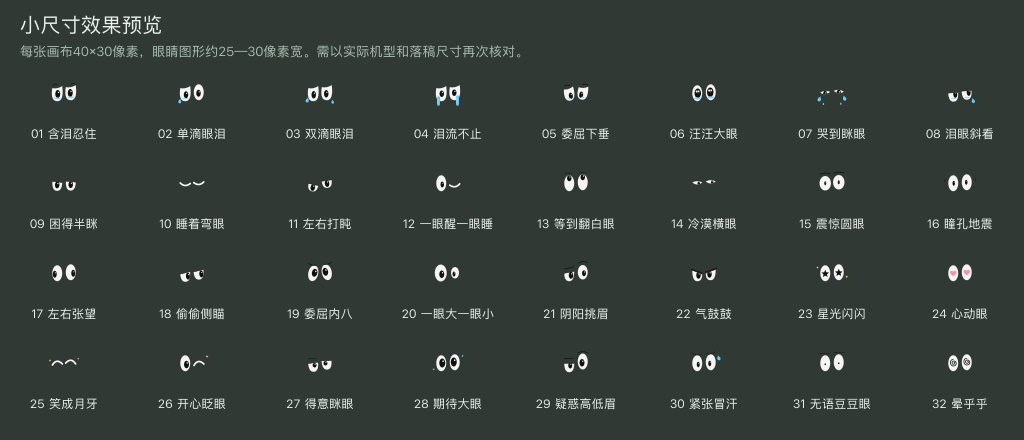 小尺寸效果预览
每张画布40×30像素，眼睛图形约25—30像素宽。需以实际机型和落稿尺寸再次核对。
01 含泪忍住 02 单滴眼泪 03 双滴眼泪 04 泪流不止 05 委屈下垂 06 汪汪大眼 07 哭到眯眼 08 泪眼斜看
09 困得半眯 10 睡着弯眼 11 左右打盹 12 一眼醒一眼睡 13 等到翻白眼 14 冷漠横眼 15 震惊圆眼 16 瞳孔地震
17 左右张望 18 偷偷侧瞄 19 委屈内八 20 一眼大一眼小 21 阴阳挑眉 22 气鼓鼓 23 星光闪闪 24 心动眼
25 笑成月牙 26 开心眨眼 27 得意眯眼 28 期待大眼 29 疑惑高低眉 30 紧张冒汗 31 无语豆豆眼 32 晕乎乎